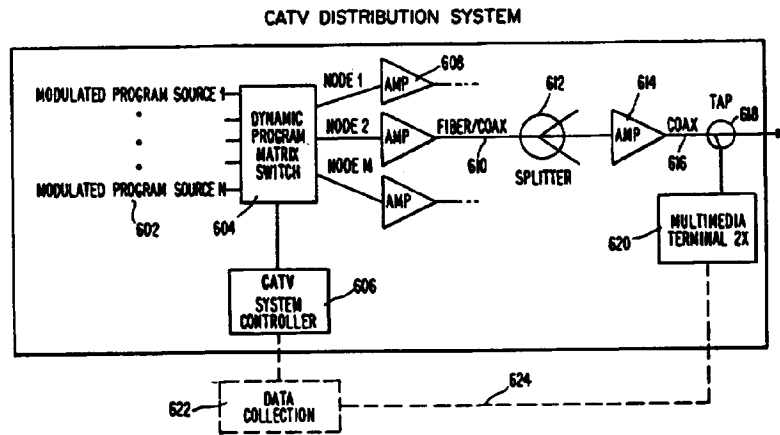 CATV DISTRIBUTION SYSTEM
MODULATED PROGRAM SOURCE 1
MODULATED PROGRAM SOURCE N
602
DYNAMIC
PROGRAM
MATRIX
SWITCH
604
NODE 1
NODE 2
NODE M
AMP
608
AMP
AMP
FIBER/COAX
610
612
SPLITTER
614
AMP
COAX
616
TAP
618
620
MULTIMEDIA
TERMINAL 2X
CATV
SYSTEM
CONTROLLER
606
622
DATA
COLLECTION
624